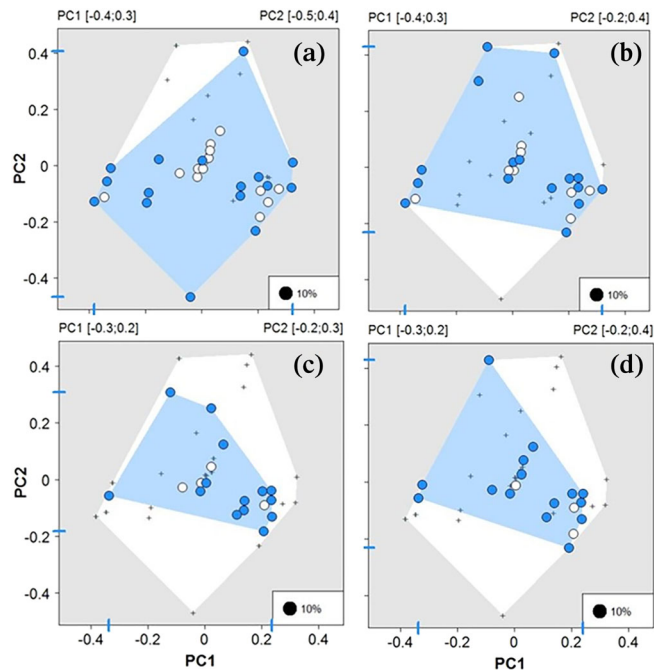 PC1 [-0.4;0.3] PC2 [-0.5;0.4]
(a)
0.4
0.2
0
-0.2
-0.4
PC2
10%
PC1 [-0.4;0.3] PC2 [-0.2;0.4]
(b)
10%
PC1 [-0.3;0.2] PC2 [-0.2;0.3]
(c)
0.4
0.2
0
-0.2
-0.4
PC2
10%
-0.4 -0.2 0 0.2 0.4
PC1
PC1 [-0.3;0.2] PC2 [-0.2;0.4]
(d)
10%
-0.4 -0.2 0 0.2 0.4
PC1